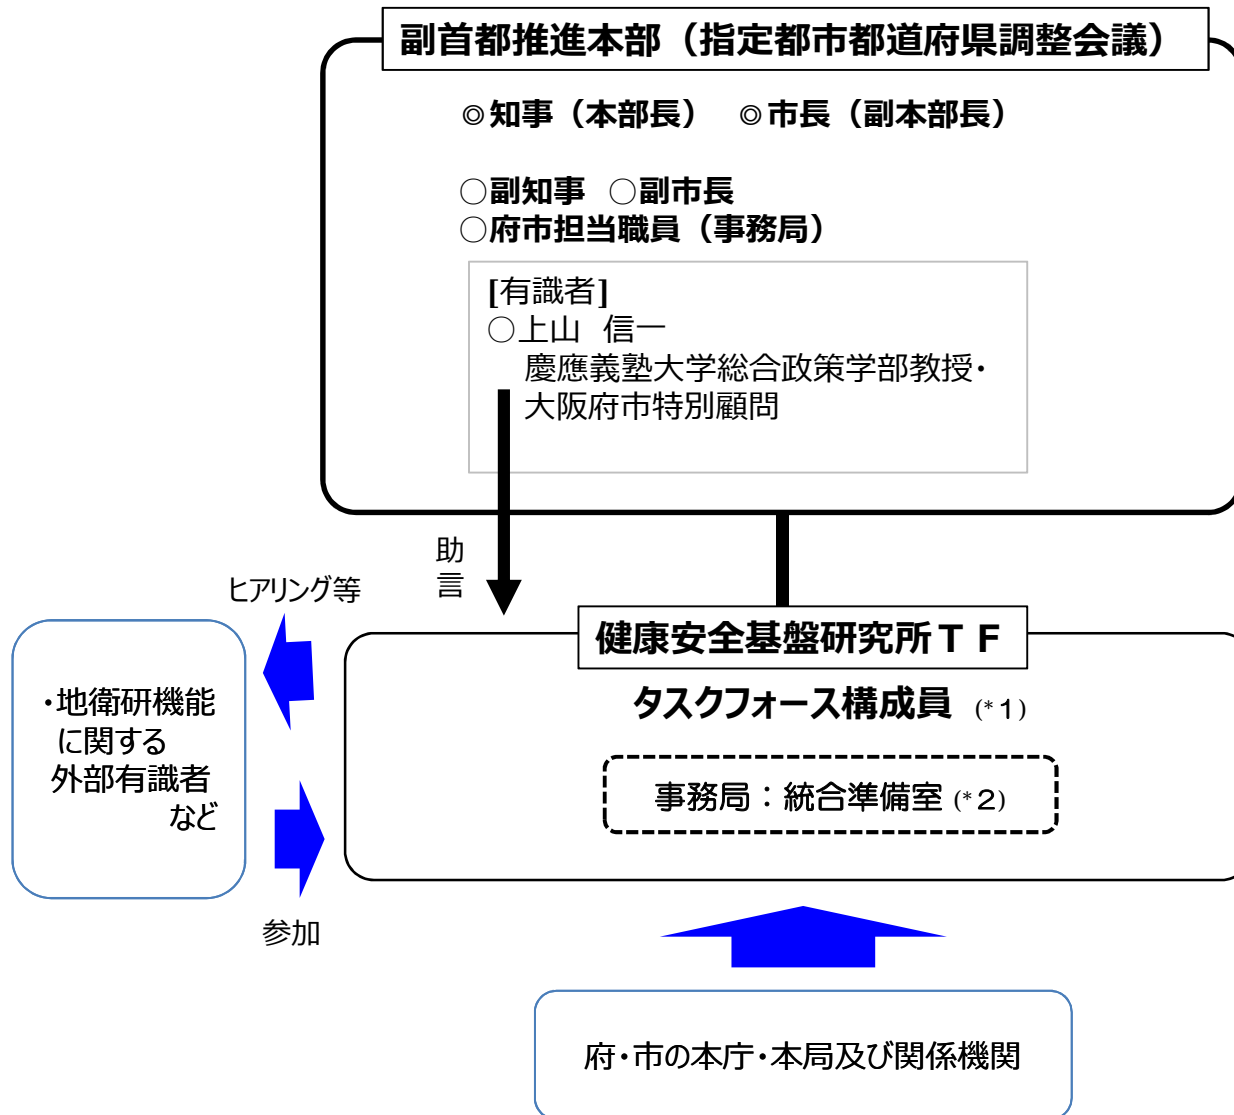 副首都推進本部（指定都市都道府県調整会議）
◎知事（本部長）　◎市長（副本部長）
○副知事　○副市長
○府市担当職員（事務局）
[有識者]
○上山　信一
慶應義塾大学総合政策学部教授・
大阪府市特別顧問
助
言
ヒアリング等
健康安全基盤研究所ＴＦ
タスクフォース構成員 (*１)
事務局：統合準備室 (*２)
・地衛研機能
に関する
外部有識者
など
参加
府・市の本庁・本局及び関係機関